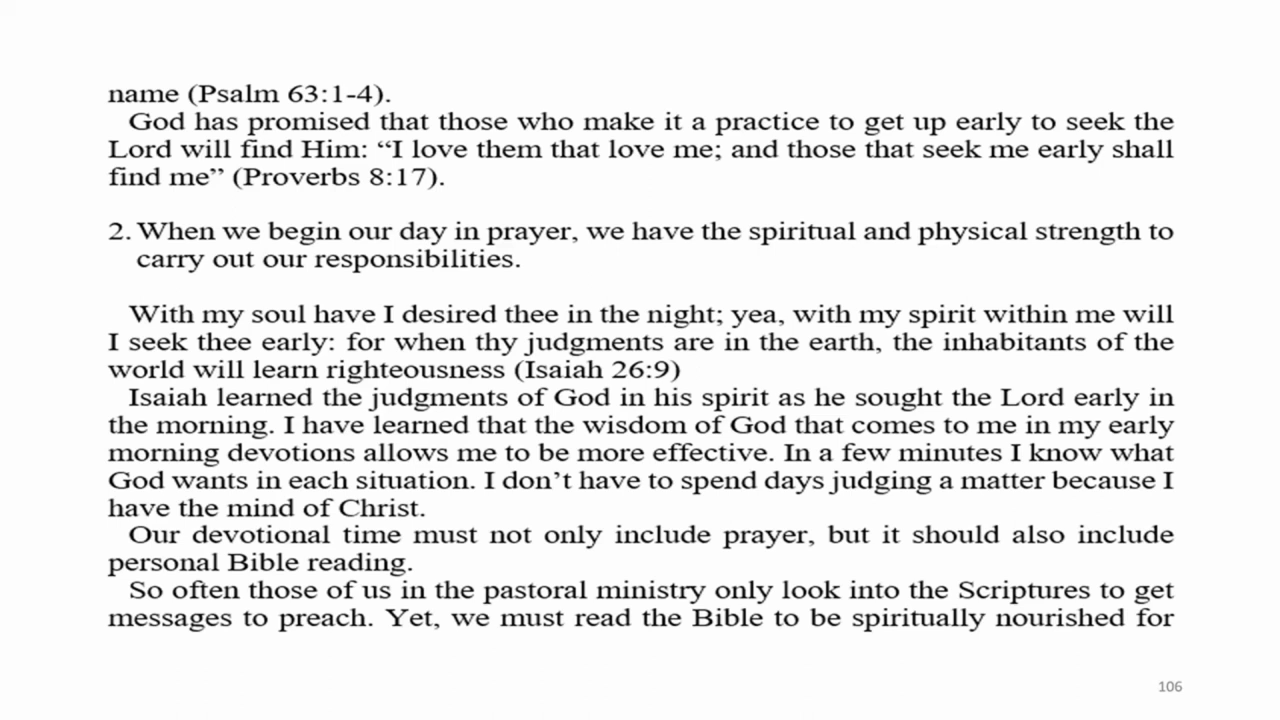 name (Psalm 63:1-4).
God has promised that those who make it a practice to get up early to seek the
Lord will find Him: “I love them that love me; and those that seek me early shall
find me” (Proverbs 8:17).
2. When we begin our day in prayer, we have the spiritual and physical strength to
carry out our responsibilities.
With my soul have I desired thee in the night; yea, with my spirit within me will
I seek thee early: for when thy judgments are in the earth, the inhabitants of the
world will learn righteousness (Isaiah 26:9)
Isaiah learned the judgments of God in his spirit as he sought the Lord early in
the morning. I have learned that the wisdom of God that comes to me in my early
morning devotions allows me to be more effective. In a few minutes I know what
God wants in each situation. I don’t have to spend days judging a matter because I
have the mind of Christ.
Our devotional time must not only include prayer, but it should also include
personal Bible reading.
So often those of us in the pastoral ministry only look into the Scriptures to get
messages to preach. Yet, we must read the Bible to be spiritually nourished for
106